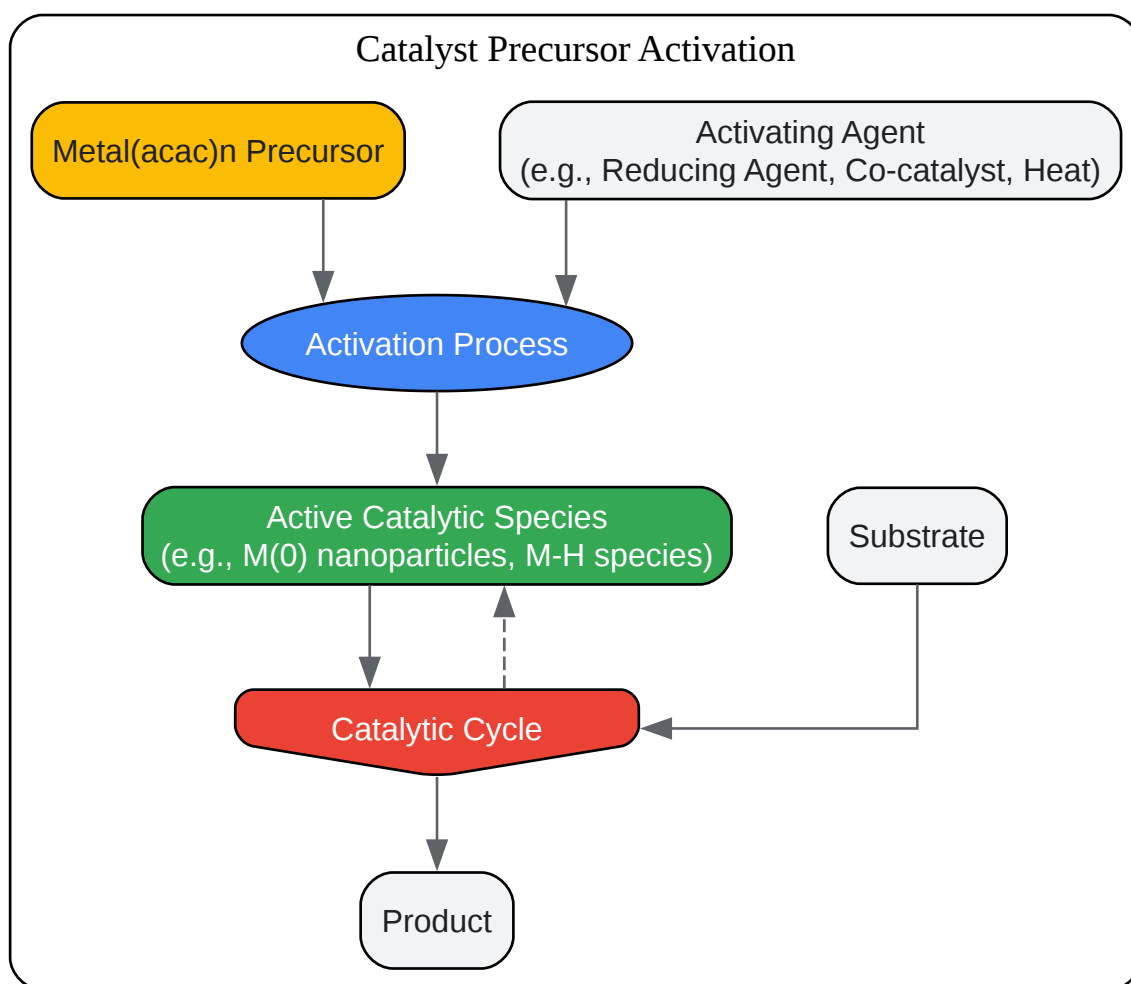 Catalyst Precursor Activation
Metal(acac)n Precursor
Activating Agent
(e.g., Reducing Agent, Co-catalyst, Heat)
Activation Process
Active Catalytic Species
(e.g., M(0) nanoparticles, M-H species)
Substrate
Catalytic Cycle
Product